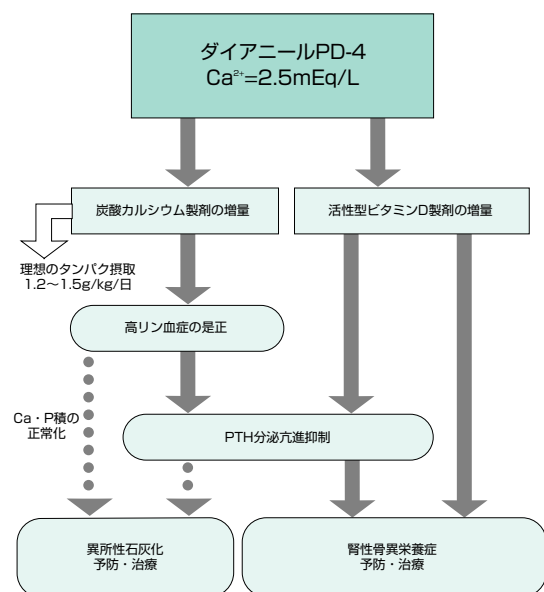 ダイアニールPD-4
Ca²⁺=2.5mEq/L
炭酸カルシウム製剤の増量
活性型ビタミンD製剤の増量
理想のタンパク摂取
1.2〜1.5g/kg/日
高リン血症の是正
Ca・P積の
正常化
PTH分泌亢進抑制
異所性石灰化
予防・治療
腎性骨異栄養症
予防・治療